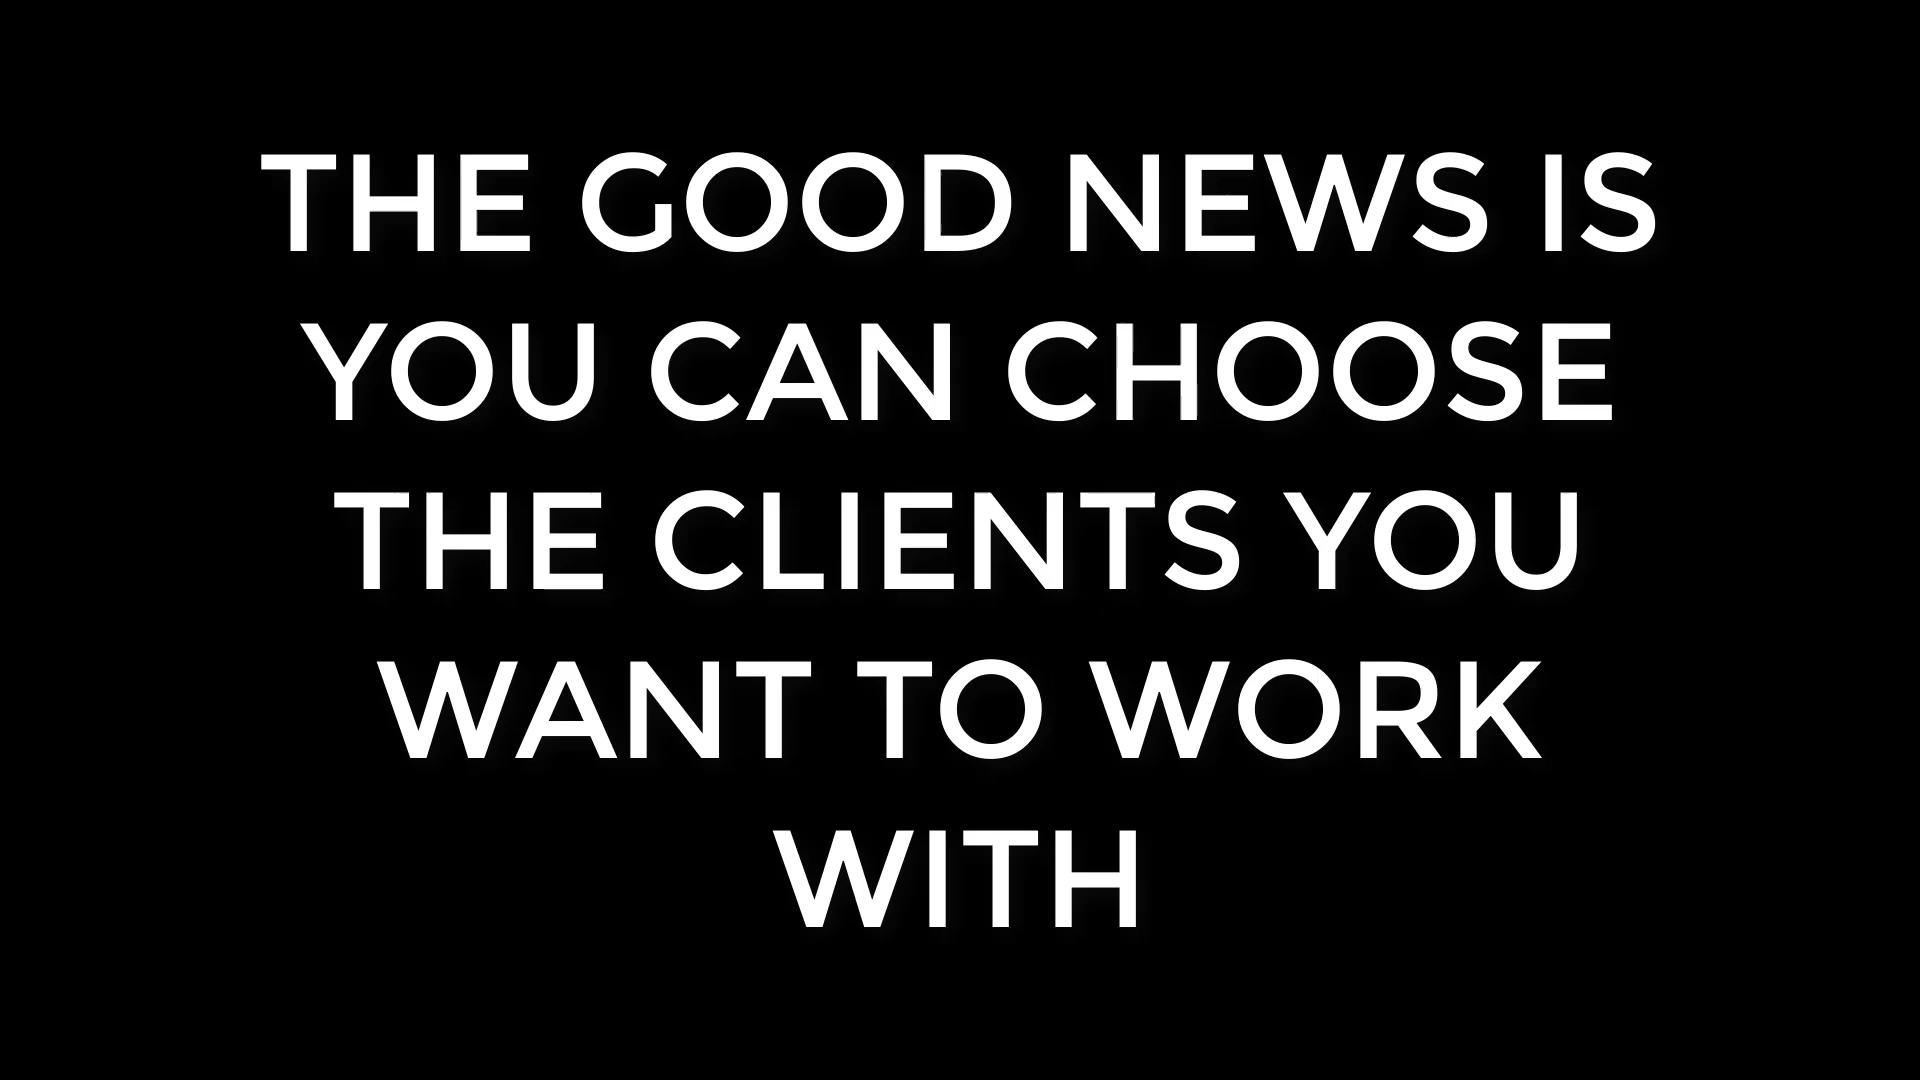 THE GOOD NEWS IS
YOU CAN CHOOSE
THE CLIENTS YOU
WANT TO WORK
WITH